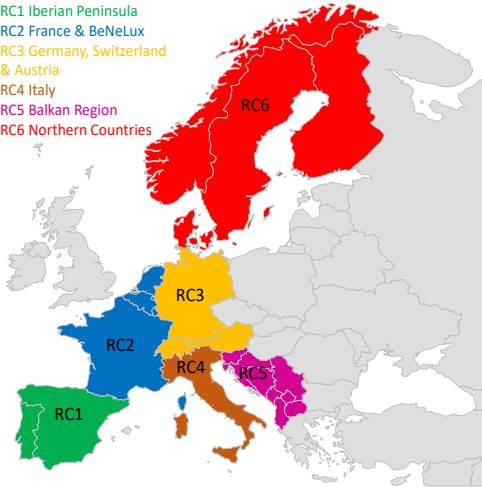 RC1 Iberian Peninsula
RC2 France & BeNeLux
RC3 Germany, Switzerland
& Austria
RC4 Italy
RC5 Balkan Region
RC6 Northern Countries
RC6
RC3
RC2
RC4
RC5
RC1